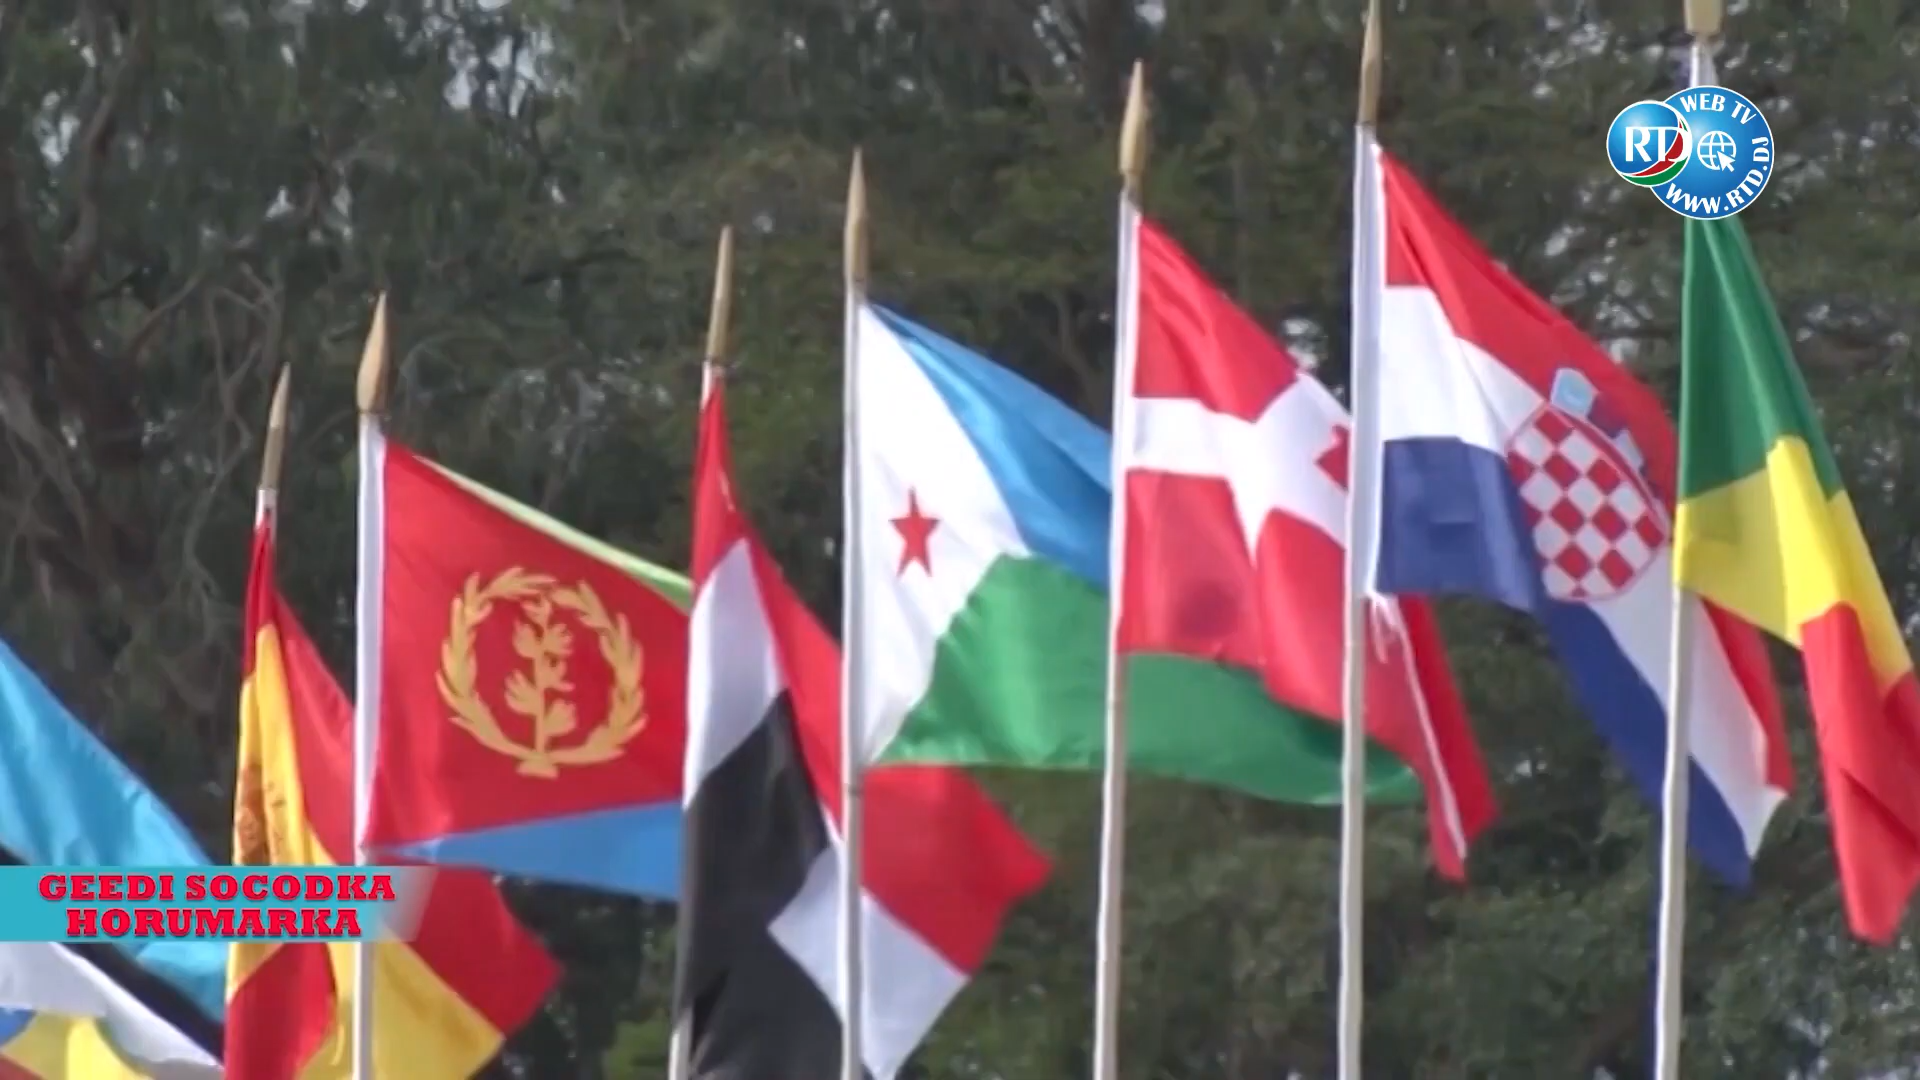 WEB TV
RTD
WWW.RTD.DJ
GEEDI SOCODKA
HORUMARKA